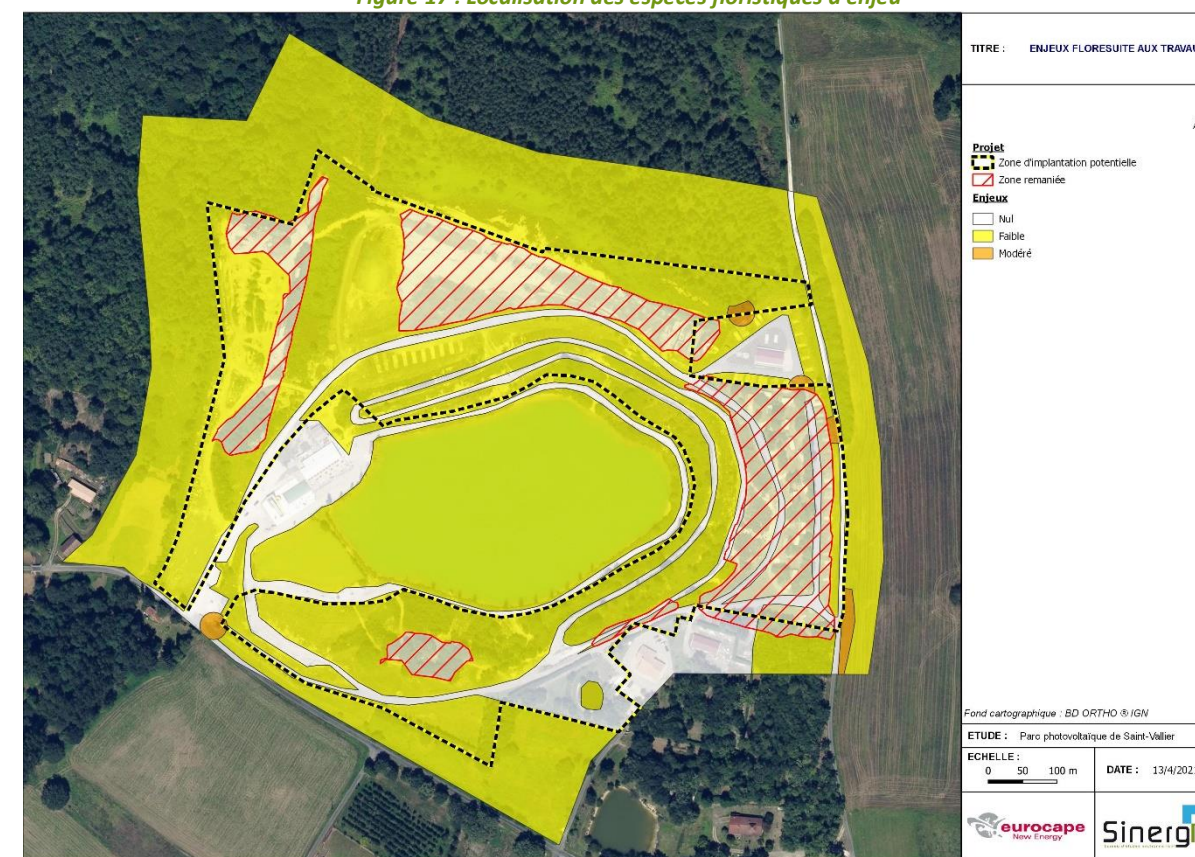 Figure 17 : Localisation des espèces floristiques à enjeu
TITRE : ENJEUX FLORESUITE AUX
Projet
Zone d'implantation potentielle
Zone remaniée
Enjeux
Nul
Faible
Modéré
Fond cartographique : BD ORTHO ® IGN
ETUDE : Parc photovoltaïque de Saint-Vallier
ECHELLE :
0 50 100 m
DATE : 13/4/202
eurocape
New Energy
Sinerg